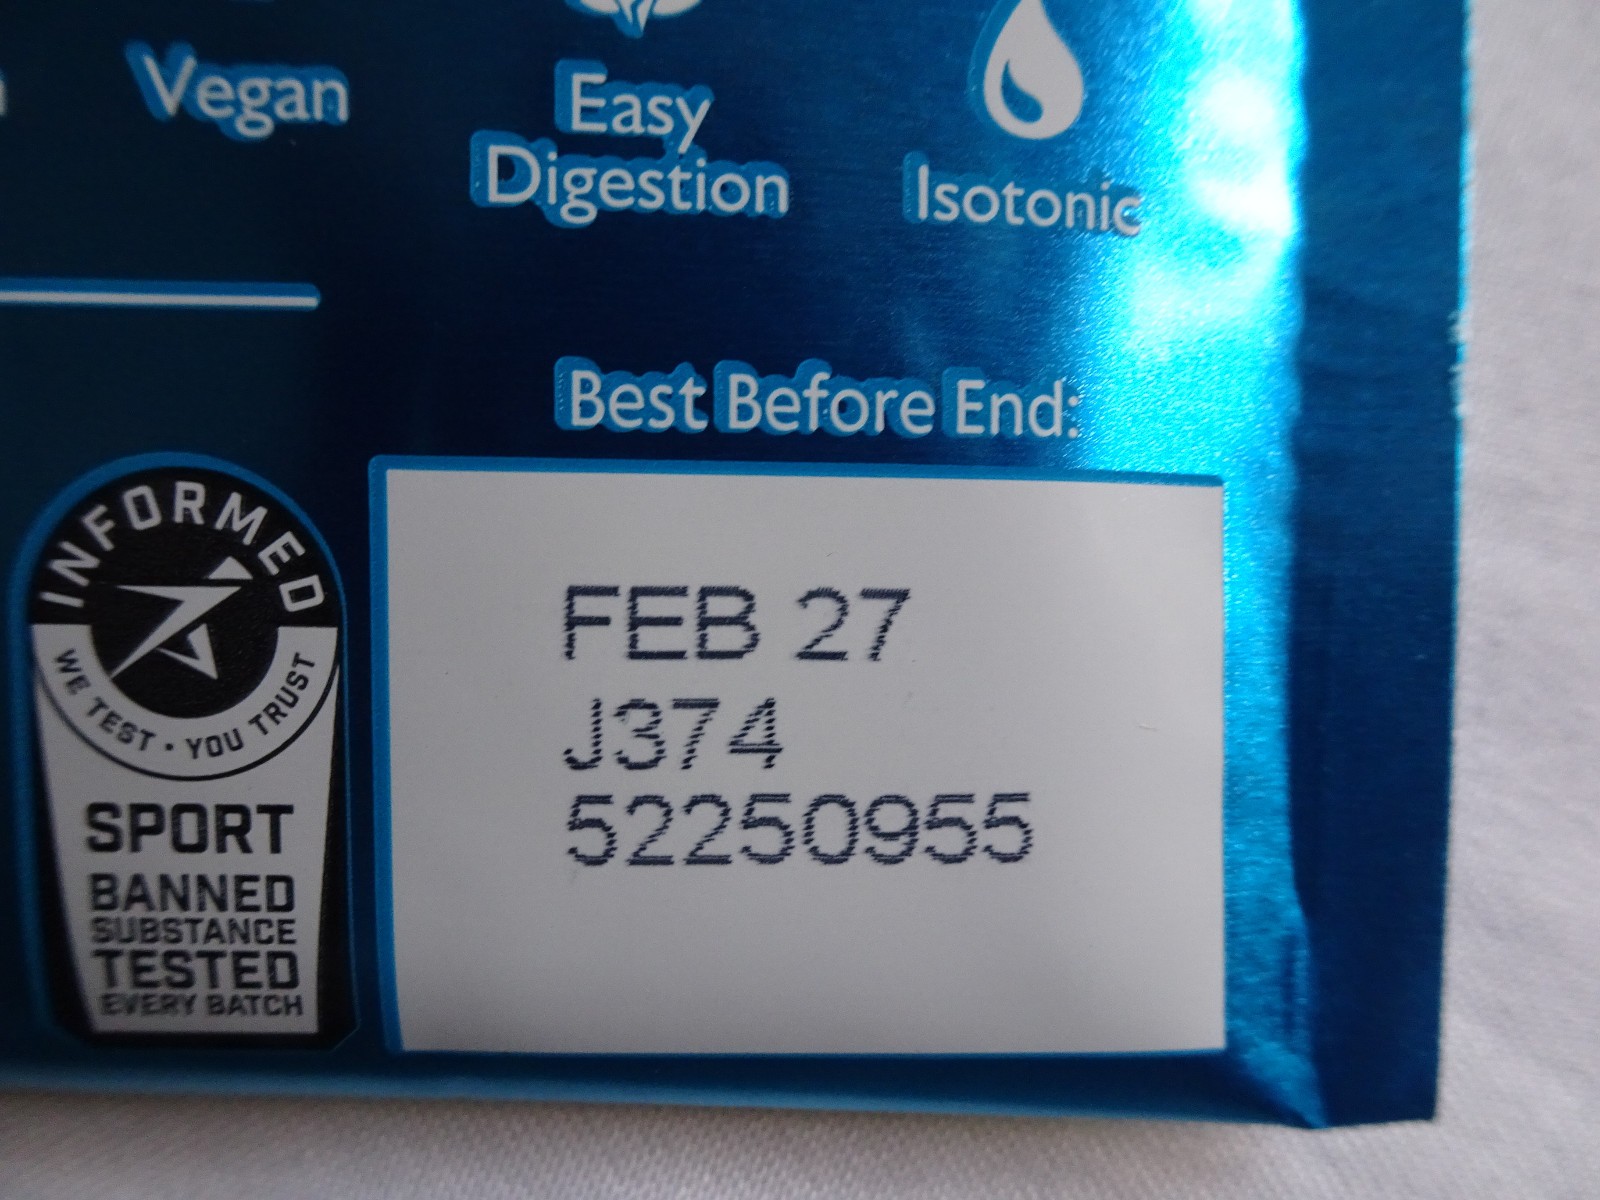 Vegan
Easy
Digestion
Isotonic
Best Before End:
INFORMED
WE TEST · YOU TRUST
SPORT
BANNED
SUBSTANCE
TESTED
EVERY BATCH
FEB 27
J374
52250955